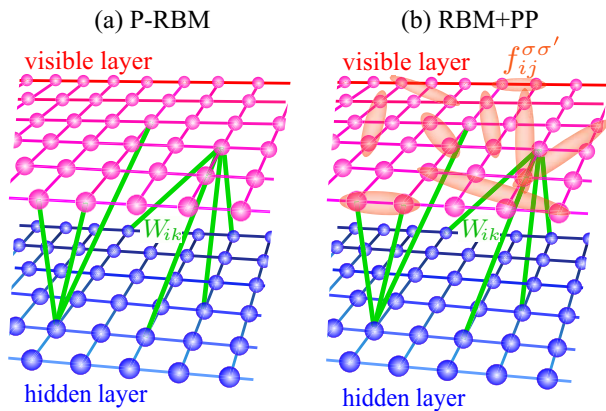 (a) P-RBM
(b) RBM+PP
visible layer
visible layer
f_{ij}^{σσ′}
W_{ik}
W_{ik}
hidden layer
hidden layer